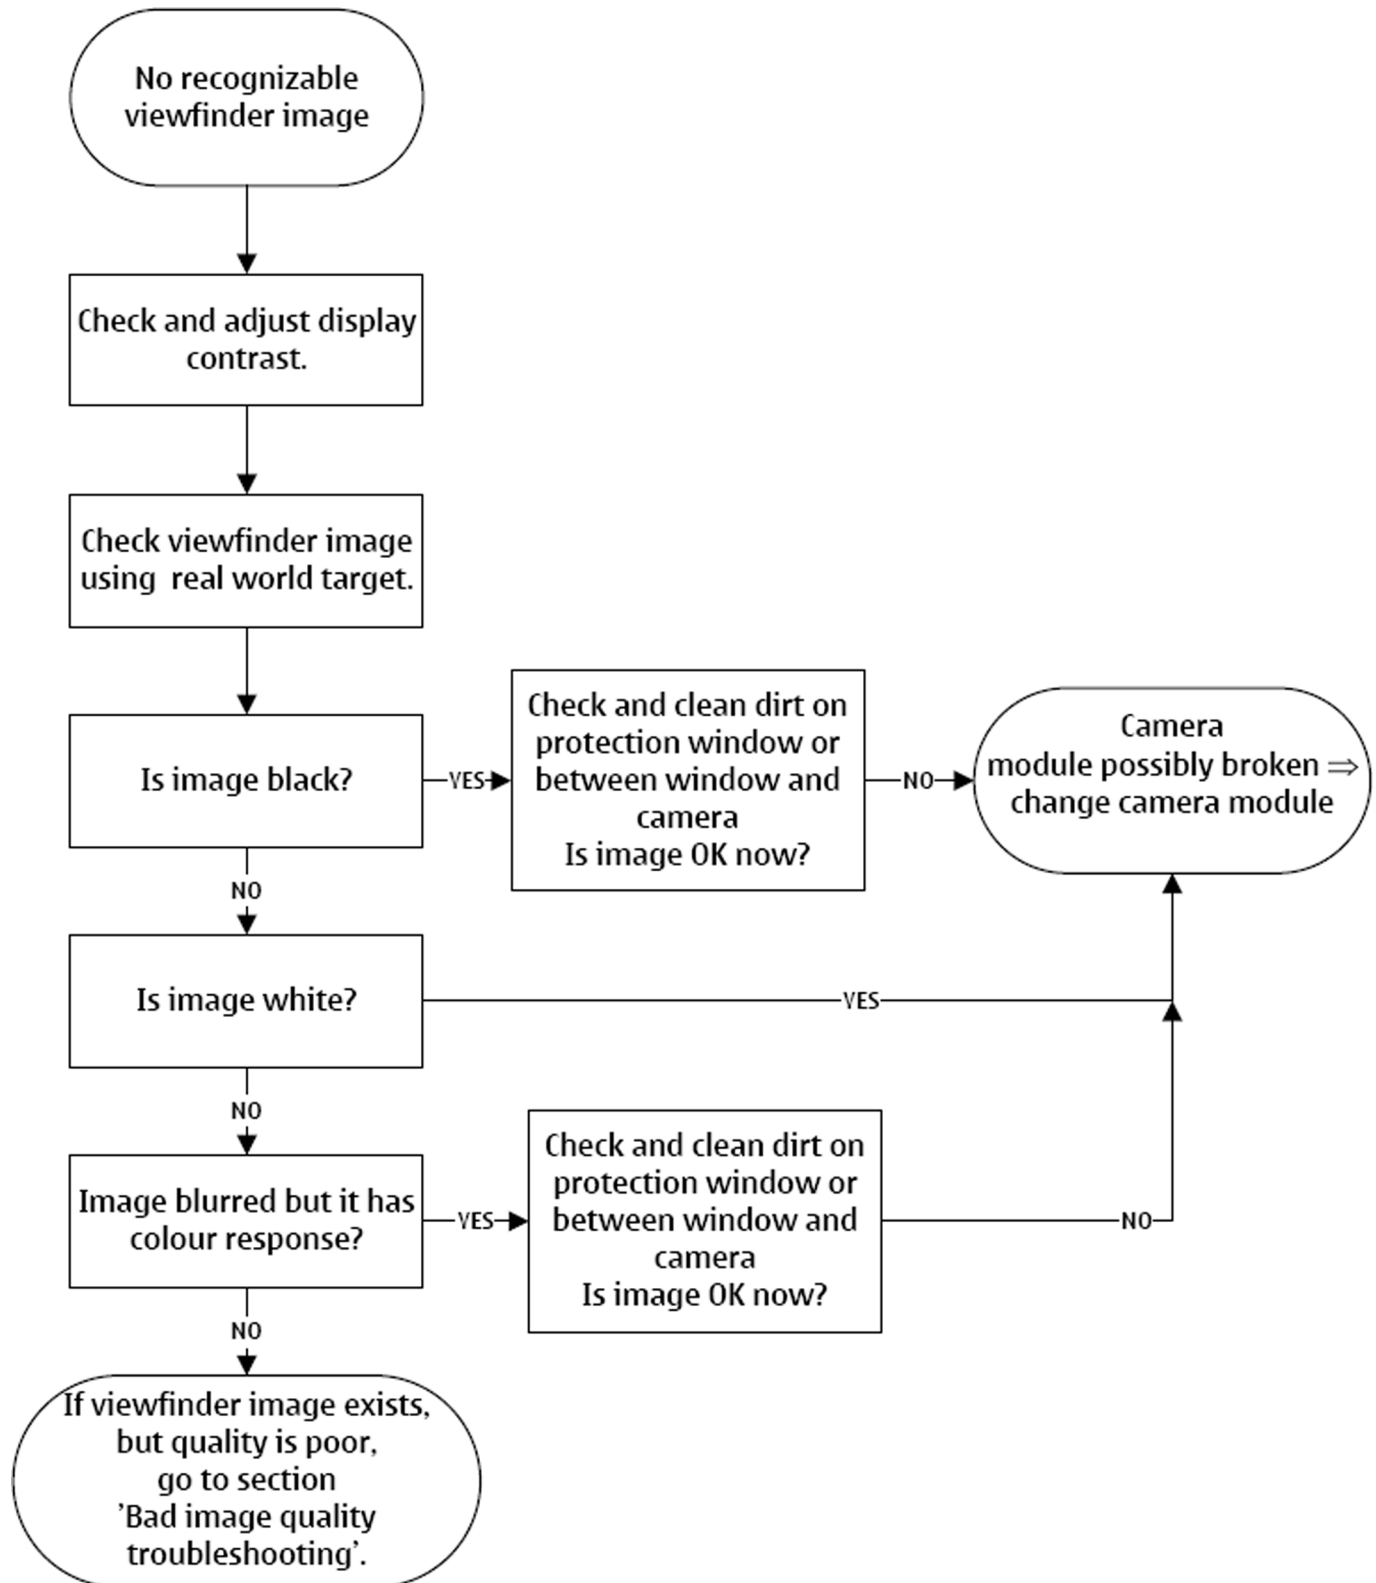 No recognizable
viewfinder image
Check and adjust display
contrast.
Check viewfinder image
using real world target.
Is image black?
YES
Check and clean dirt on
protection window or
between window and
camera
Is image OK now?
NO
Camera
module possibly broken ⇒
change camera module
NO
Is image white?
YES
NO
Image blurred but it has
colour response?
YES
Check and clean dirt on
protection window or
between window and
camera
Is image OK now?
NO
NO
If viewfinder image exists,
but quality is poor,
go to section
’Bad image quality
troubleshooting’.